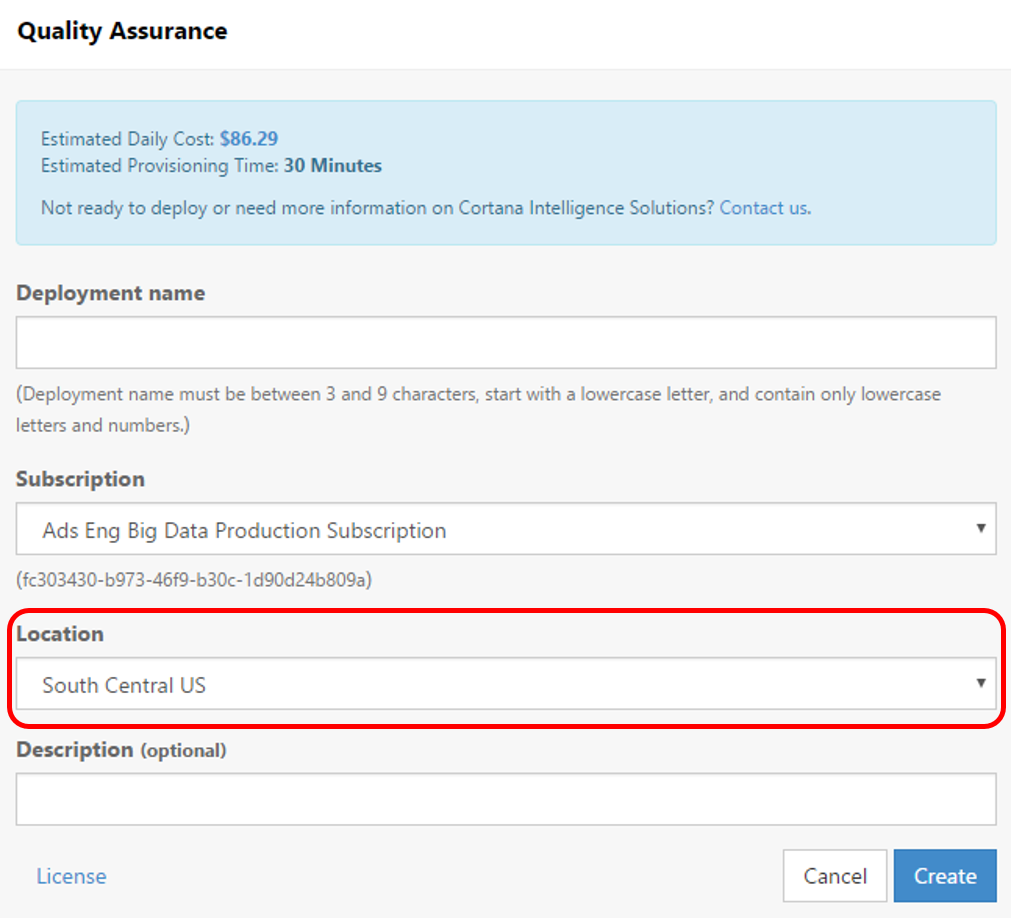 Quality Assurance
Estimated Daily Cost: $86.29
Estimated Provisioning Time: 30 Minutes
Not ready to deploy or need more information on Cortana Intelligence Solutions? Contact us.
Deployment name
(Deployment name must be between 3 and 9 characters, start with a lowercase letter, and contain only lowercase
letters and numbers.)
Subscription
Ads Eng Big Data Production Subscription
(fc303430-b973-46f9-b30c-1d90d24b809a)
Location
South Central US
Description (optional)
License
Cancel
Create